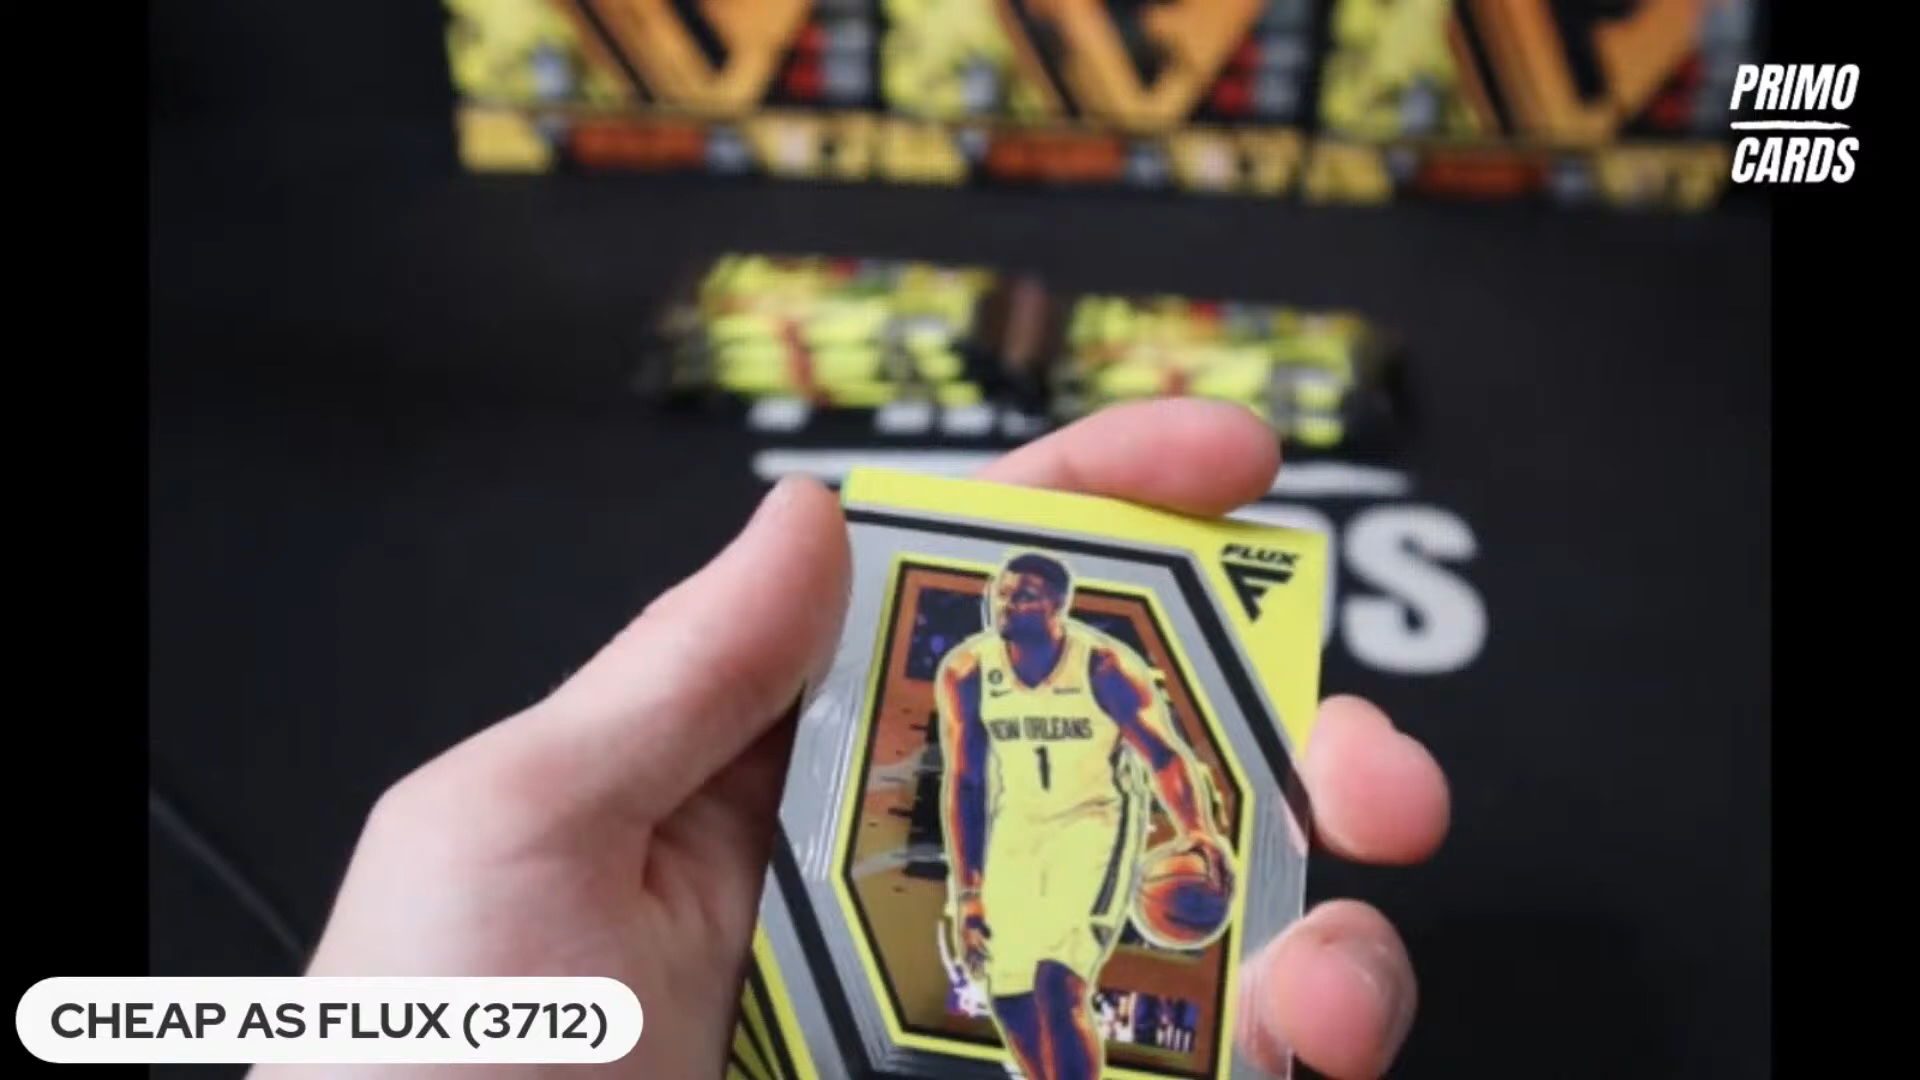 PRIMO
CARDS
FLUX
NEW ORLEANS
1
CHEAP AS FLUX (3712)